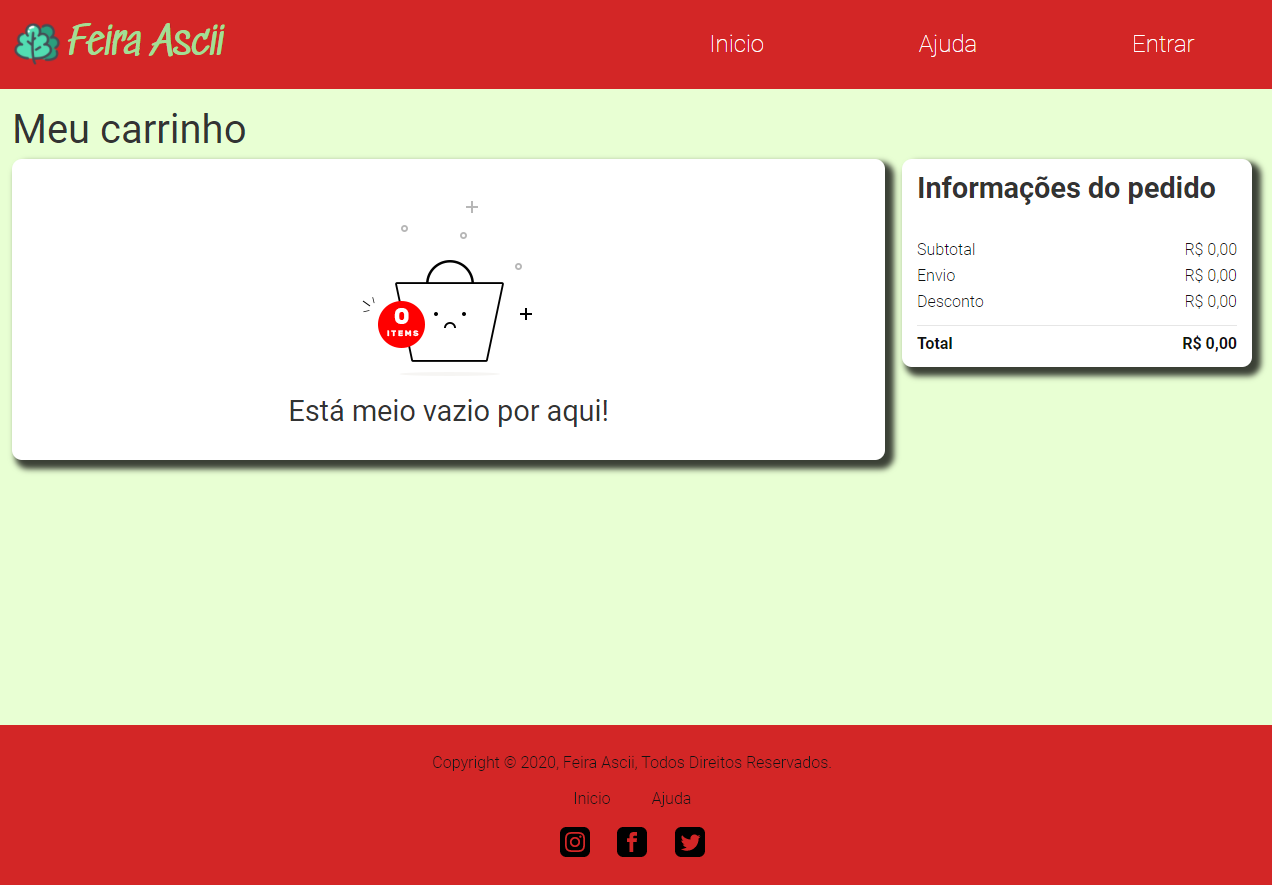 Feira Ascii
Inicio Ajuda Entrar
Meu carrinho
0
ITEMS
Está meio vazio por aqui!
Informações do pedido
Subtotal R$ 0,00
Envio R$ 0,00
Desconto R$ 0,00
Total R$ 0,00
Copyright © 2020, Feira Ascii, Todos Direitos Reservados.
Inicio Ajuda